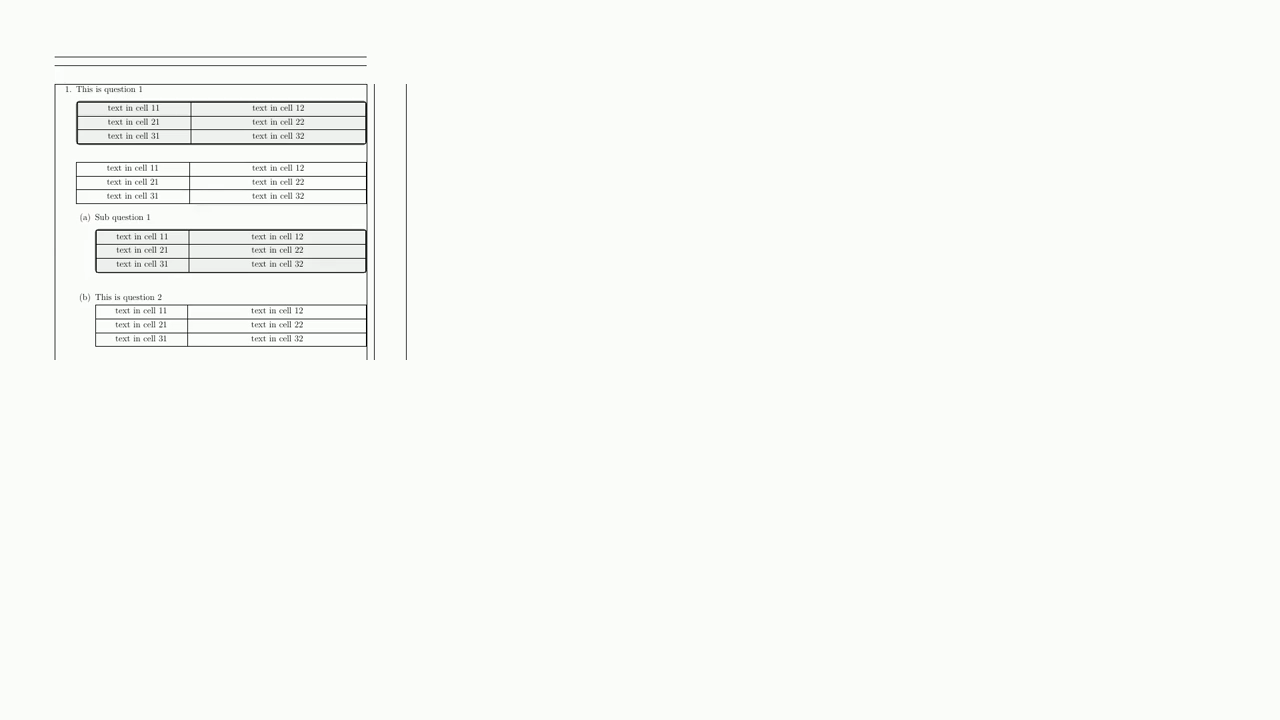 1. This is question 1
text in cell 11 text in cell 12
text in cell 21 text in cell 22
text in cell 31 text in cell 32
text in cell 11 text in cell 12
text in cell 21 text in cell 22
text in cell 31 text in cell 32
(a) Sub question 1
text in cell 11 text in cell 12
text in cell 21 text in cell 22
text in cell 31 text in cell 32
(b) This is question 2
text in cell 11 text in cell 12
text in cell 21 text in cell 22
text in cell 31 text in cell 32